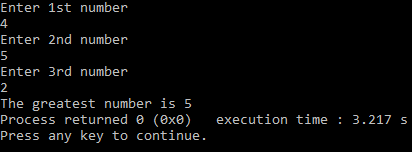 Enter 1st number
4
Enter 2nd number
5
Enter 3rd number
2
The greatest number is 5
Process returned 0 (0x0)   execution time : 3.217 s
Press any key to continue.